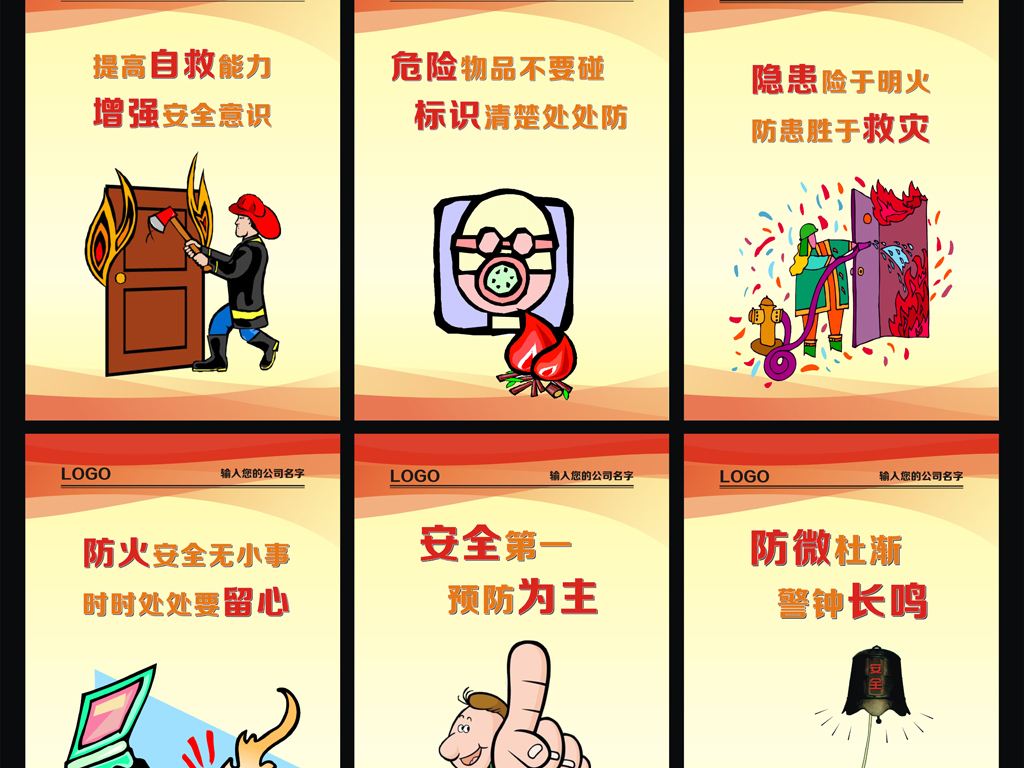 提高自救能力
增强安全意识
危险物品不要碰
标识清楚处处防
隐患险于明火
防患胜于救灾
LOGO
输入您的公司名字
防火安全无小事
时时处处要留心
LOGO
输入您的公司名字
安全第一
预防为主
LOGO
输入您的公司名字
防微杜渐
警钟长鸣
安全